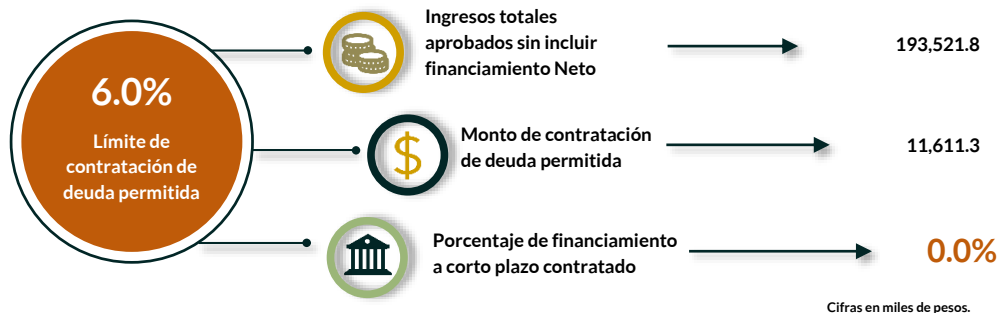 6.0%
Límite de
contratación de
deuda permitida
Ingresos totales
aprobados sin incluir
financiamiento Neto
193,521.8
$
Monto de contratación
de deuda permitida
11,611.3
Porcentaje de financiamiento
a corto plazo contratado
0.0%
Cifras en miles de pesos.